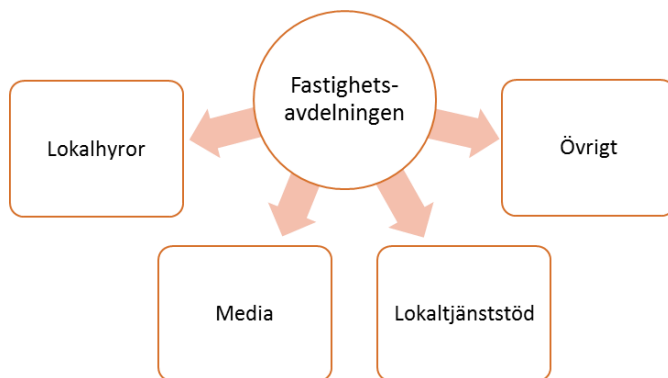 Fastighets-
avdelningen
Lokalhyror
Övrigt
Media
Lokaltjänststöd